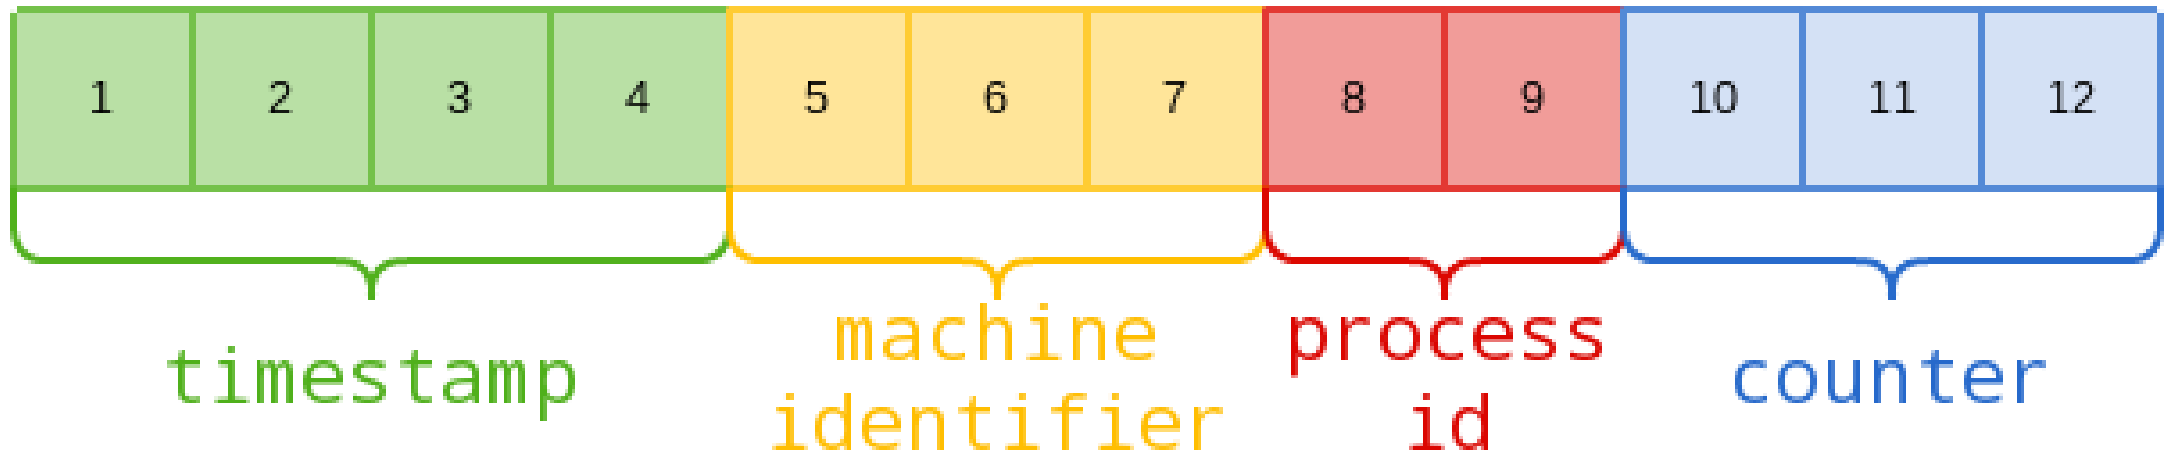 1 2 3 4 5 6 7 8 9 10 11 12
timestamp
machine
identifier
process
id
counter